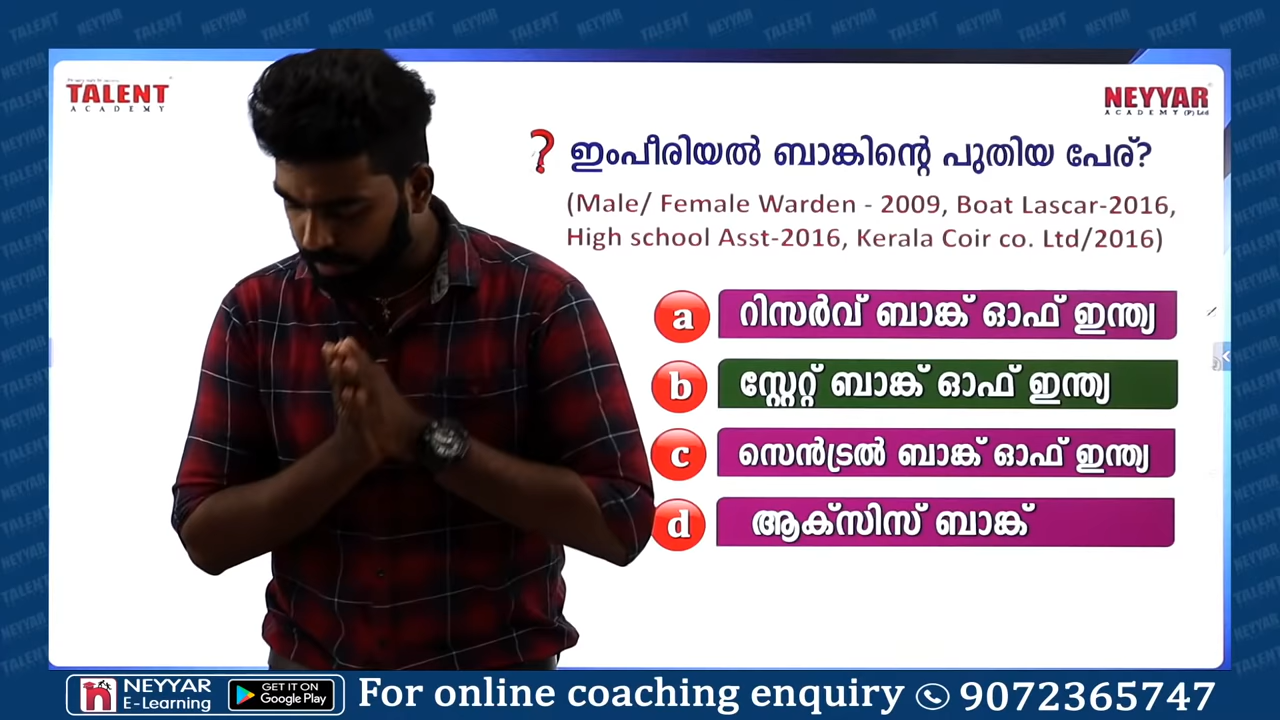 TALENT
ACADEMY
NEYYAR
ACADEMY (P) Ltd
? ഇംപീരിയൽ ബാങ്കിന്റെ പുതിയ പേര്?
(Male/ Female Warden - 2009, Boat Lascar-2016,
High school Asst-2016, Kerala Coir co. Ltd/2016)
a റിസർവ് ബാങ്ക് ഓഫ് ഇന്ത്യ
b സ്റ്റേറ്റ് ബാങ്ക് ഓഫ് ഇന്ത്യ
c സെൻട്രൽ ബാങ്ക് ഓഫ് ഇന്ത്യ
d ആക്സിസ് ബാങ്ക്
NEYYAR
E-Learning
GET IT ON
Google Play
For online coaching enquiry 9072365747